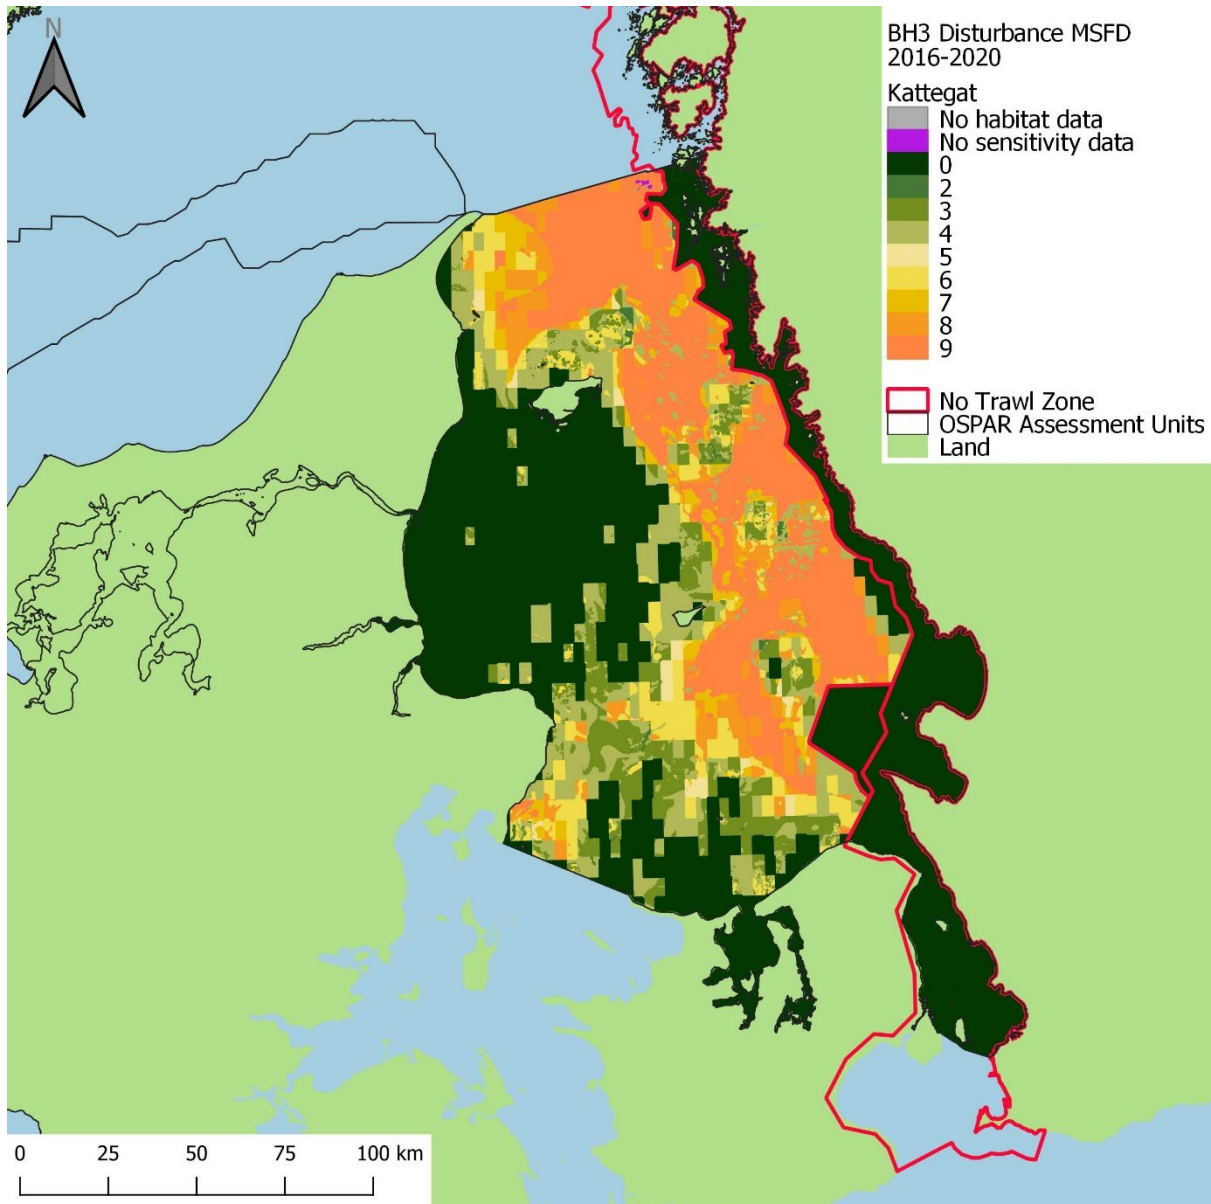 N
BH3 Disturbance MSFD
2016-2020
Kattegat
No habitat data
No sensitivity data
0
2
3
4
5
6
7
8
9
No Trawl Zone
OSPAR Assessment Units
Land
0 25 50 75 100 km